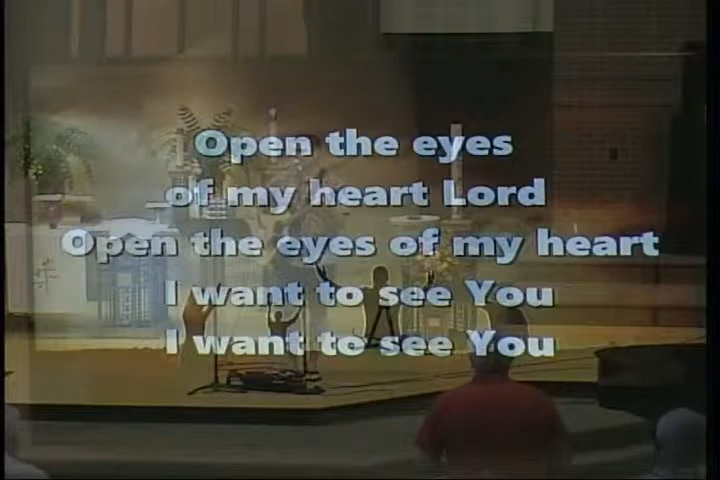 Open the eyes
of my heart Lord
Open the eyes of my heart
I want to see You
I want to see You